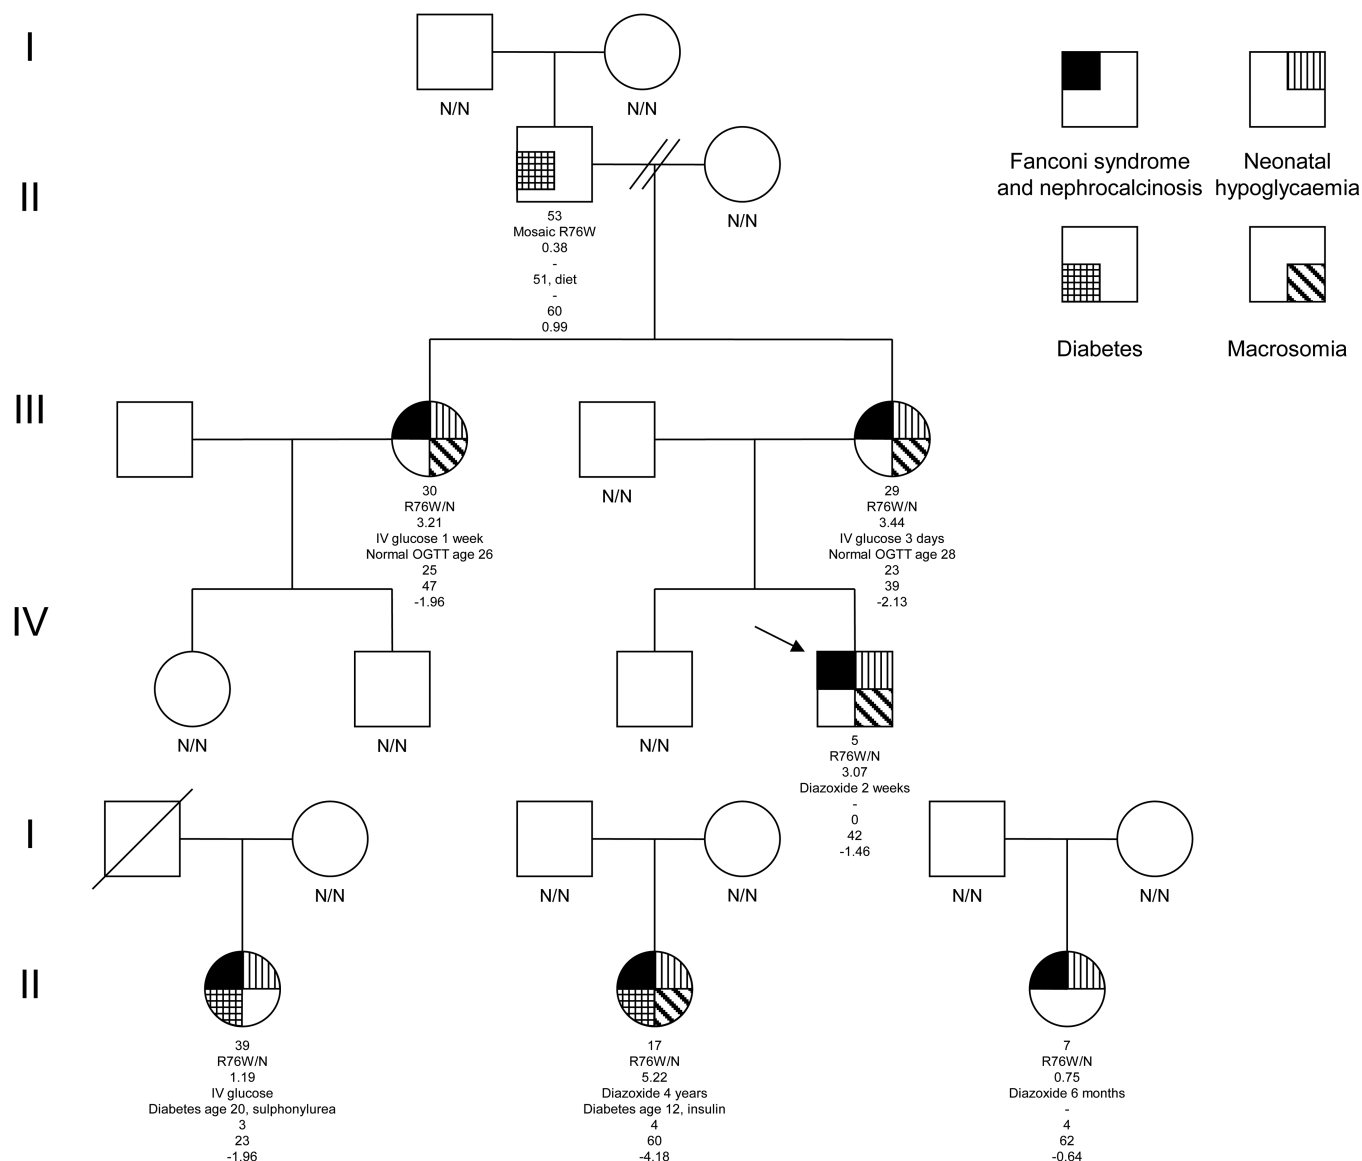 I
N/N
N/N
Fanconi syndrome
and nephrocalcinosis
Neonatal
hypoglycaemia
Diabetes
Macrosomia
II
53
Mosaic R76W
0.38
-
51, diet
-
60
0.99
N/N
III
30
R76W/N
3.21
IV glucose 1 week
Normal OGTT age 26
25
47
-1.96
N/N
29
R76W/N
3.44
IV glucose 3 days
Normal OGTT age 28
23
39
-2.13
IV
N/N
N/N
N/N
5
R76W/N
3.07
Diazoxide 2 weeks
-
0
42
-1.46
I
N/N
N/N
N/N
N/N
N/N
II
39
R76W/N
1.19
IV glucose
Diabetes age 20, sulphonylurea
3
23
-1.96
17
R76W/N
5.22
Diazoxide 4 years
Diabetes age 12, insulin
4
60
-4.18
7
R76W/N
0.75
Diazoxide 6 months
-
4
62
-0.64